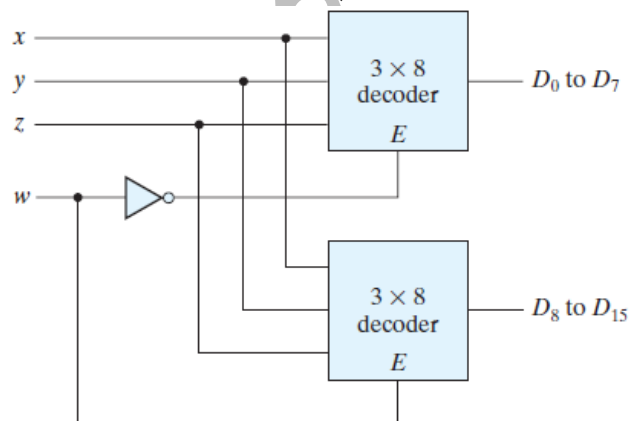 x
y
z
w
3 × 8
decoder
E
D₀ to D₇
3 × 8
decoder
E
D₈ to D₁₅